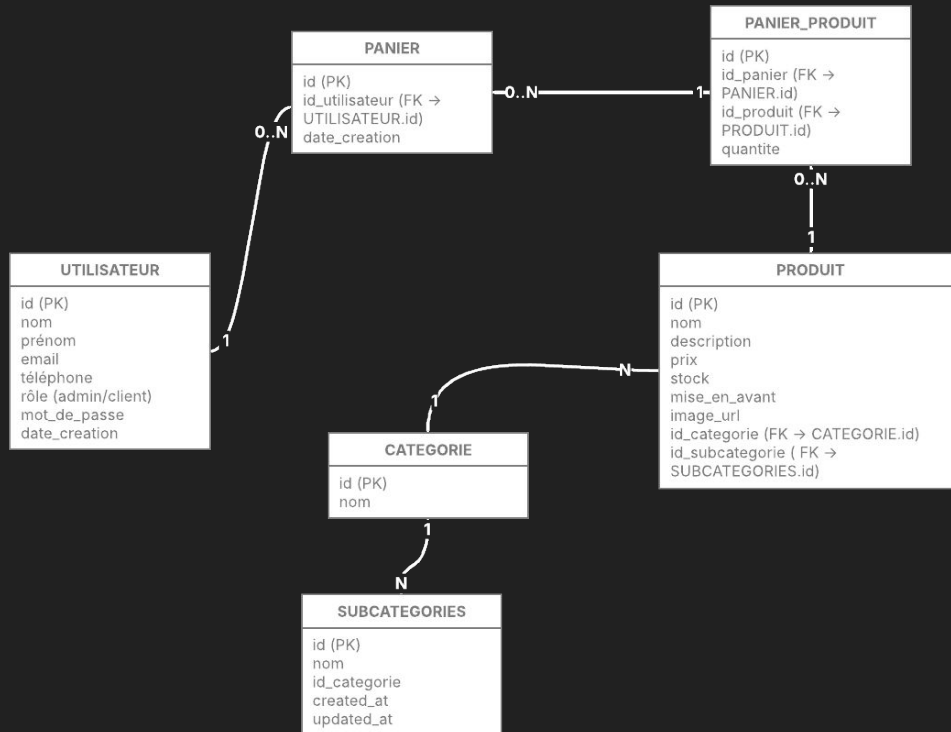 PANIER_PRODUIT
id (PK)
id_panier (FK →
PANIER.id)
id_produit (FK →
PRODUIT.id)
quantite
PANIER
id (PK)
id_utilisateur (FK →
UTILISATEUR.id)
date_creation
0..N
1
0..N
0..N
1
1
UTILISATEUR
id (PK)
nom
prénom
email
téléphone
rôle (admin/client)
mot_de_passe
date_creation
PRODUIT
id (PK)
nom
description
prix
stock
mise_en_avant
image_url
id_categorie (FK → CATEGORIE.id)
id_subcategorie ( FK →
SUBCATEGORIES.id)
N
1
CATEGORIE
id (PK)
nom
1
N
SUBCATEGORIES
id (PK)
nom
id_categorie
created_at
updated_at